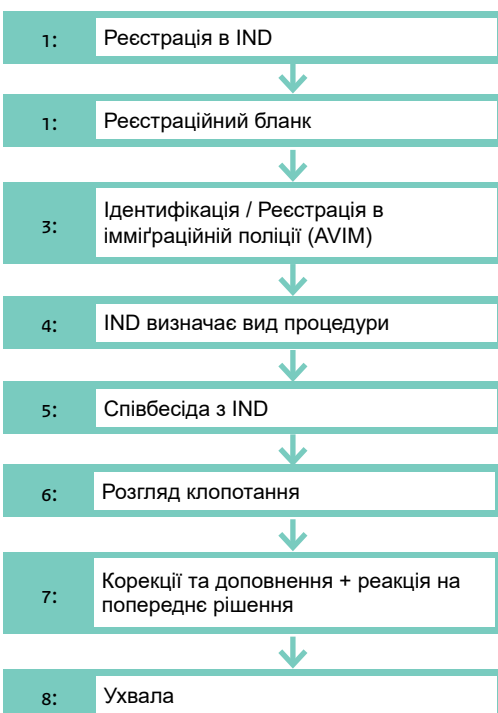 1: Реєстрація в IND
1: Реєстраційний бланк
3: Ідентифікація / Реєстрація в
імміґраційній поліції (AVIM)
4: IND визначає вид процедури
5: Співбесіда з IND
6: Розгляд клопотання
7: Корекції та доповнення + реакція на
попереднє рішення
8: Ухвала